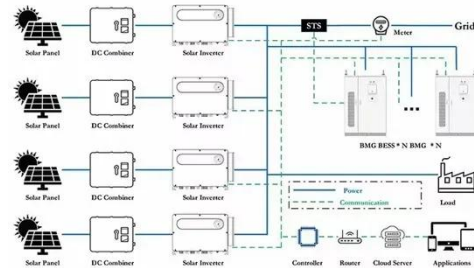 STS
Meter
Grid
Solar Panel
DC Combiner
Solar Inverter
Solar Panel
DC Combiner
Solar Inverter
BMG BESS * N BMG * N
Solar Panel
DC Combiner
Solar Inverter
Power
Communication
Load
Solar Panel
DC Combiner
Solar Inverter
Controller
Router
Cloud Server
Applications